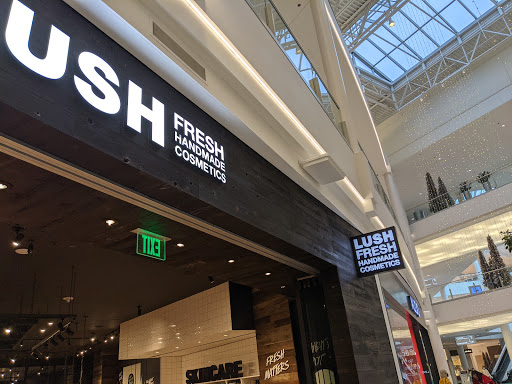 USH
FRESH
HANDMADE
COSMETICS
EXIT
LUSH
FRESH
HANDMADE
COSMETICS
SKINCARE
FRESH
MATTERS